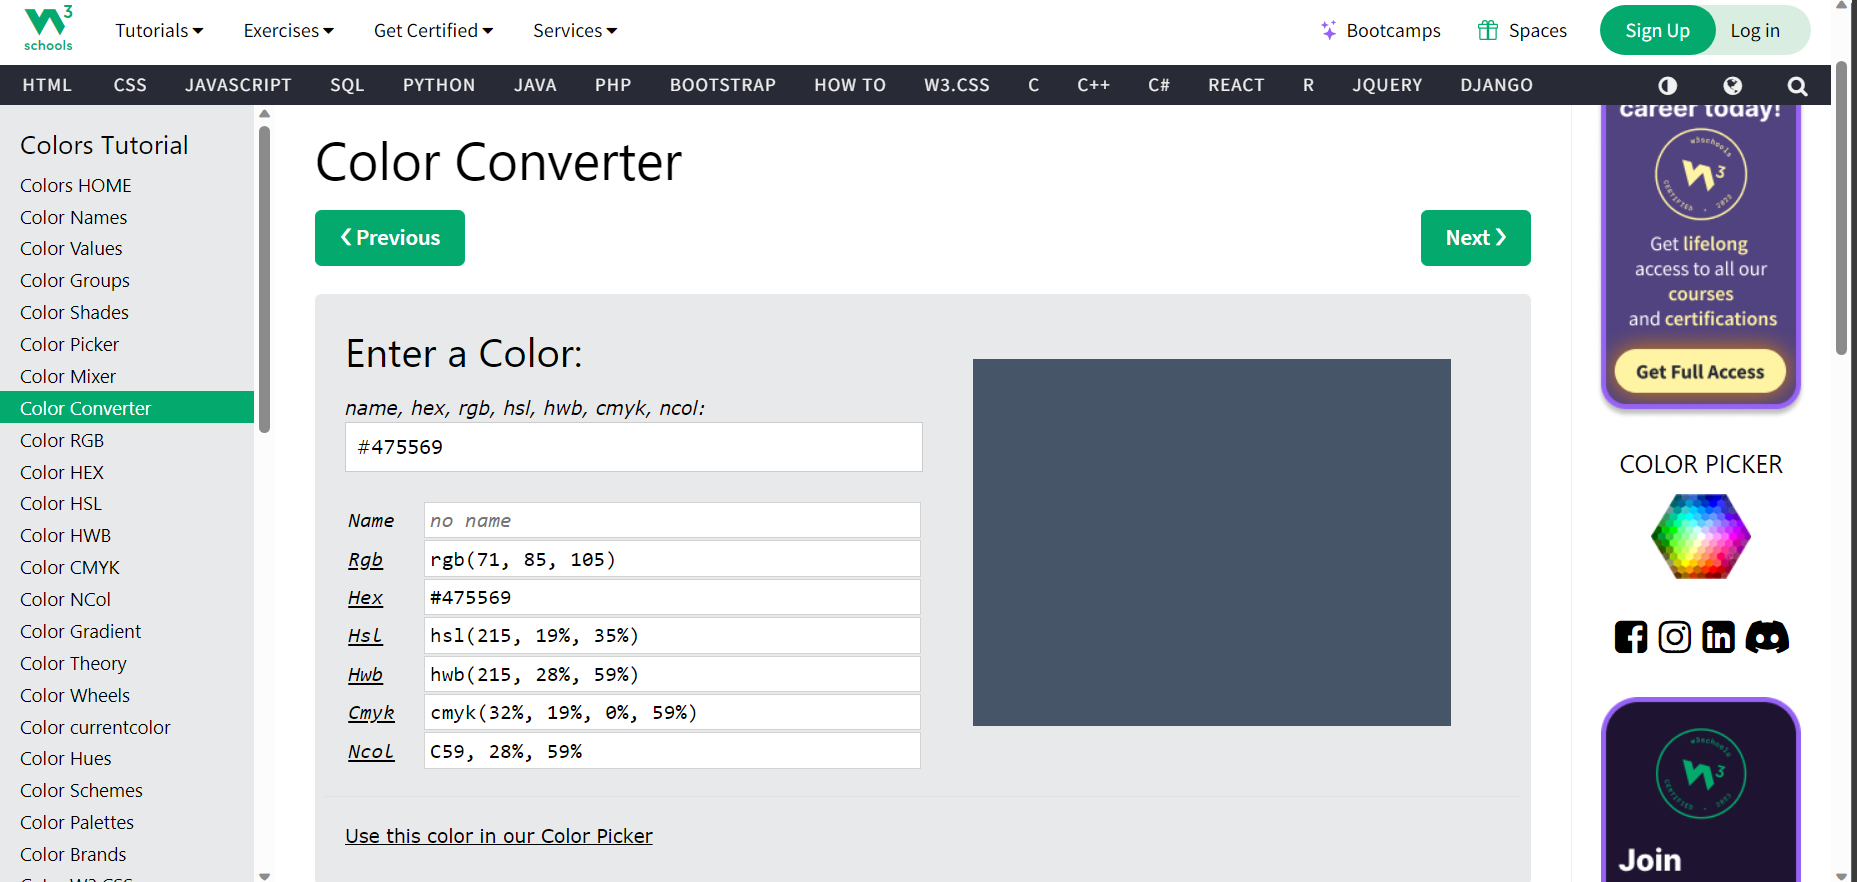 schools
Tutorials
Exercises
Get Certified
Services
Bootcamps
Spaces
Sign Up
Log in
HTML
CSS
JAVASCRIPT
SQL
PYTHON
JAVA
PHP
BOOTSTRAP
HOW TO
W3.CSS
C
C++
C#
REACT
R
JQUERY
DJANGO
Colors Tutorial
Colors HOME
Color Names
Color Values
Color Groups
Color Shades
Color Picker
Color Mixer
Color Converter
Color RGB
Color HEX
Color HSL
Color HWB
Color CMYK
Color NCol
Color Gradient
Color Theory
Color Wheels
Color currentcolor
Color Hues
Color Schemes
Color Palettes
Color Brands
Color W3.CSS
Color Converter
❮ Previous
Next ❯
Enter a Color:
name, hex, rgb, hsl, hwb, cmyk, ncol:
#475569
Name no name
Rgb rgb(71, 85, 105)
Hex #475569
Hsl hsl(215, 19%, 35%)
Hwb hwb(215, 28%, 59%)
Cmyk cmyk(32%, 19%, 0%, 59%)
Ncol C59, 28%, 59%
Use this color in our Color Picker
career today!
w3schools
CERTIFIED . 2023
Get lifelong
access to all our
courses
and certifications
Get Full Access
COLOR PICKER
w3schools
CERTIFIED . 2023
Join